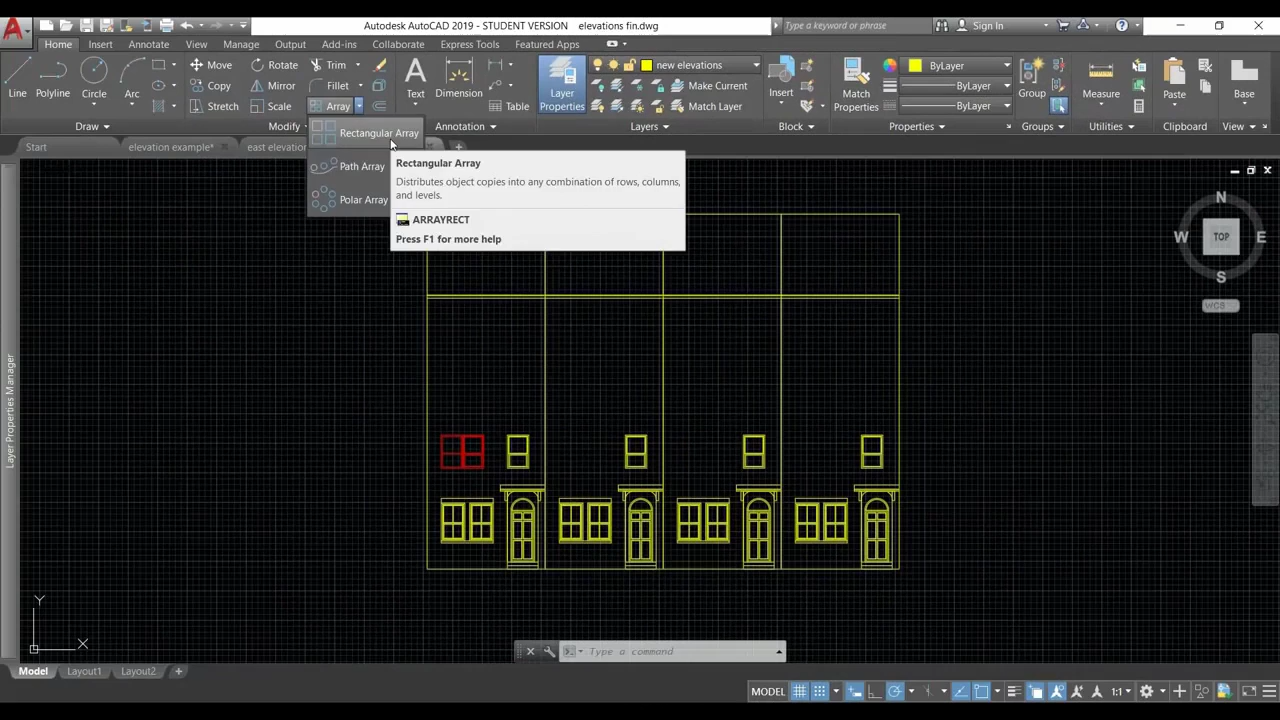 Autodesk AutoCAD 2019 - STUDENT VERSION elevations fin.dwg
Type a keyword or phrase
Sign In
Home Insert Annotate View Manage Output Add-ins Collaborate Express Tools Featured Apps
Line
Polyline
Circle
Arc
Draw
Move
Rotate
Trim
Copy
Mirror
Fillet
Stretch
Scale
Array
Modify
Text
Dimension
Table
Annotation
Layer
Properties
new elevations
Make Current
Match Layer
Layers
Insert
Block
Match
Properties
ByLayer
ByLayer
ByLayer
Properties
Group
Groups
Measure
Utilities
Paste
Clipboard
Base
View
Start
elevation example*
east elevation
Rectangular Array
Path Array
Polar Array
Rectangular Array
Distributes object copies into any combination of rows, columns,
and levels.
ARRAYRECT
Press F1 for more help
Layer Properties Manager
N
W
TOP
E
S
WCS
Y
X
Type a command
Model Layout1 Layout2
MODEL
1:1